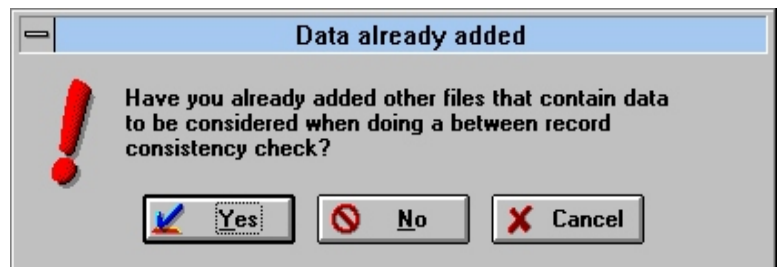 Data already added
Have you already added other files that contain data
to be considered when doing a between record
consistency check?
Yes
No
Cancel